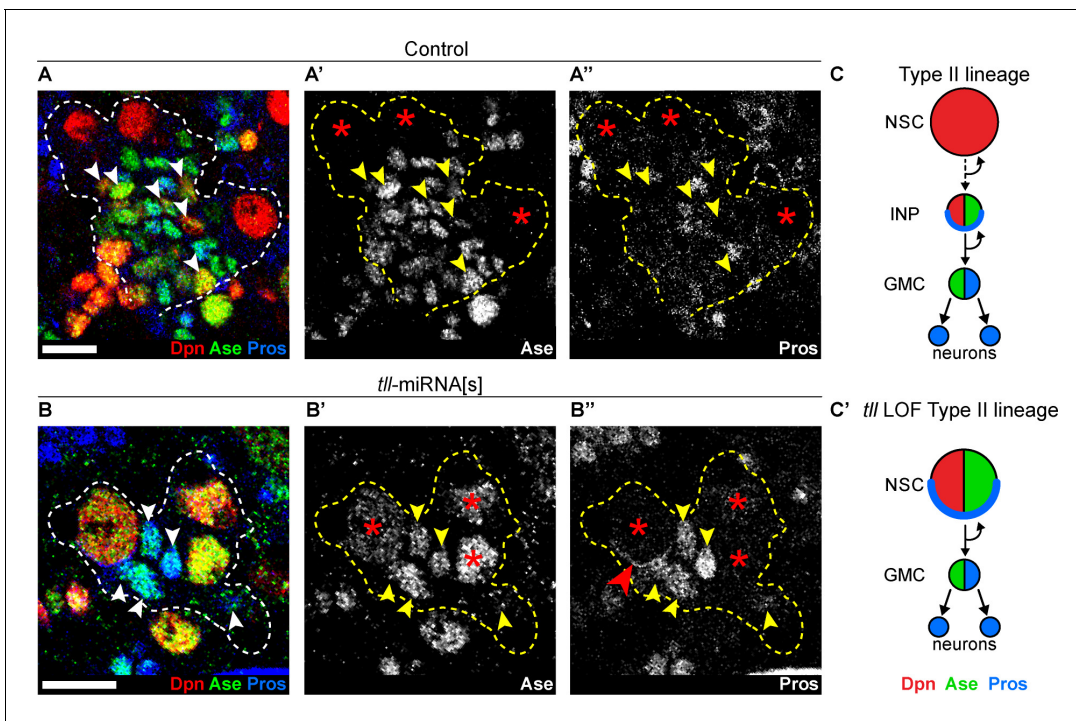 Control
A
A'
A''
C
Type II lineage
NSC
INP
GMC
neurons
Dpn Ase Pros
Ase
Pros
tll-miRNA[s]
B
B'
B''
C'
tll LOF Type II lineage
NSC
GMC
neurons
Dpn Ase Pros
Ase
Pros
Dpn Ase Pros